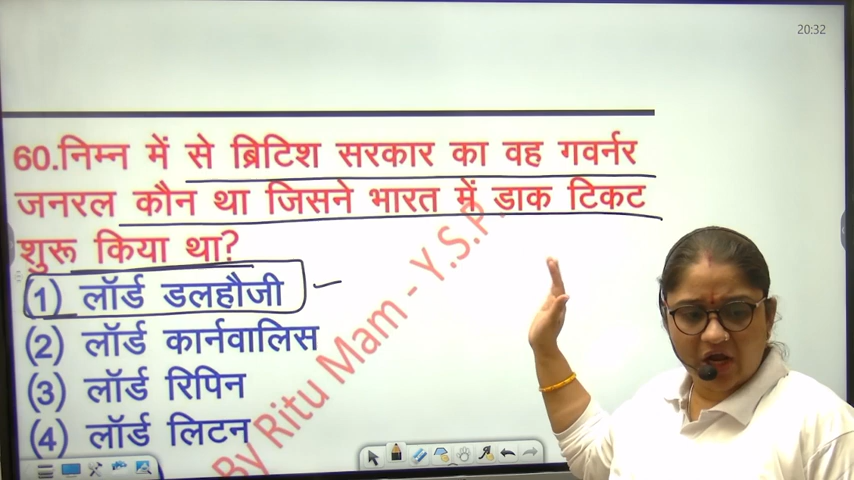 20:32
60.निम्न में से ब्रिटिश सरकार का वह गवर्नर
जनरल कौन था जिसने भारत में डाक टिकट
शुरू किया था?
(1) लॉर्ड डलहौजी
(2) लॉर्ड कार्नवालिस
(3) लॉर्ड रिपिन
(4) लॉर्ड लिटन
By Ritu Mam - Y.S.P.